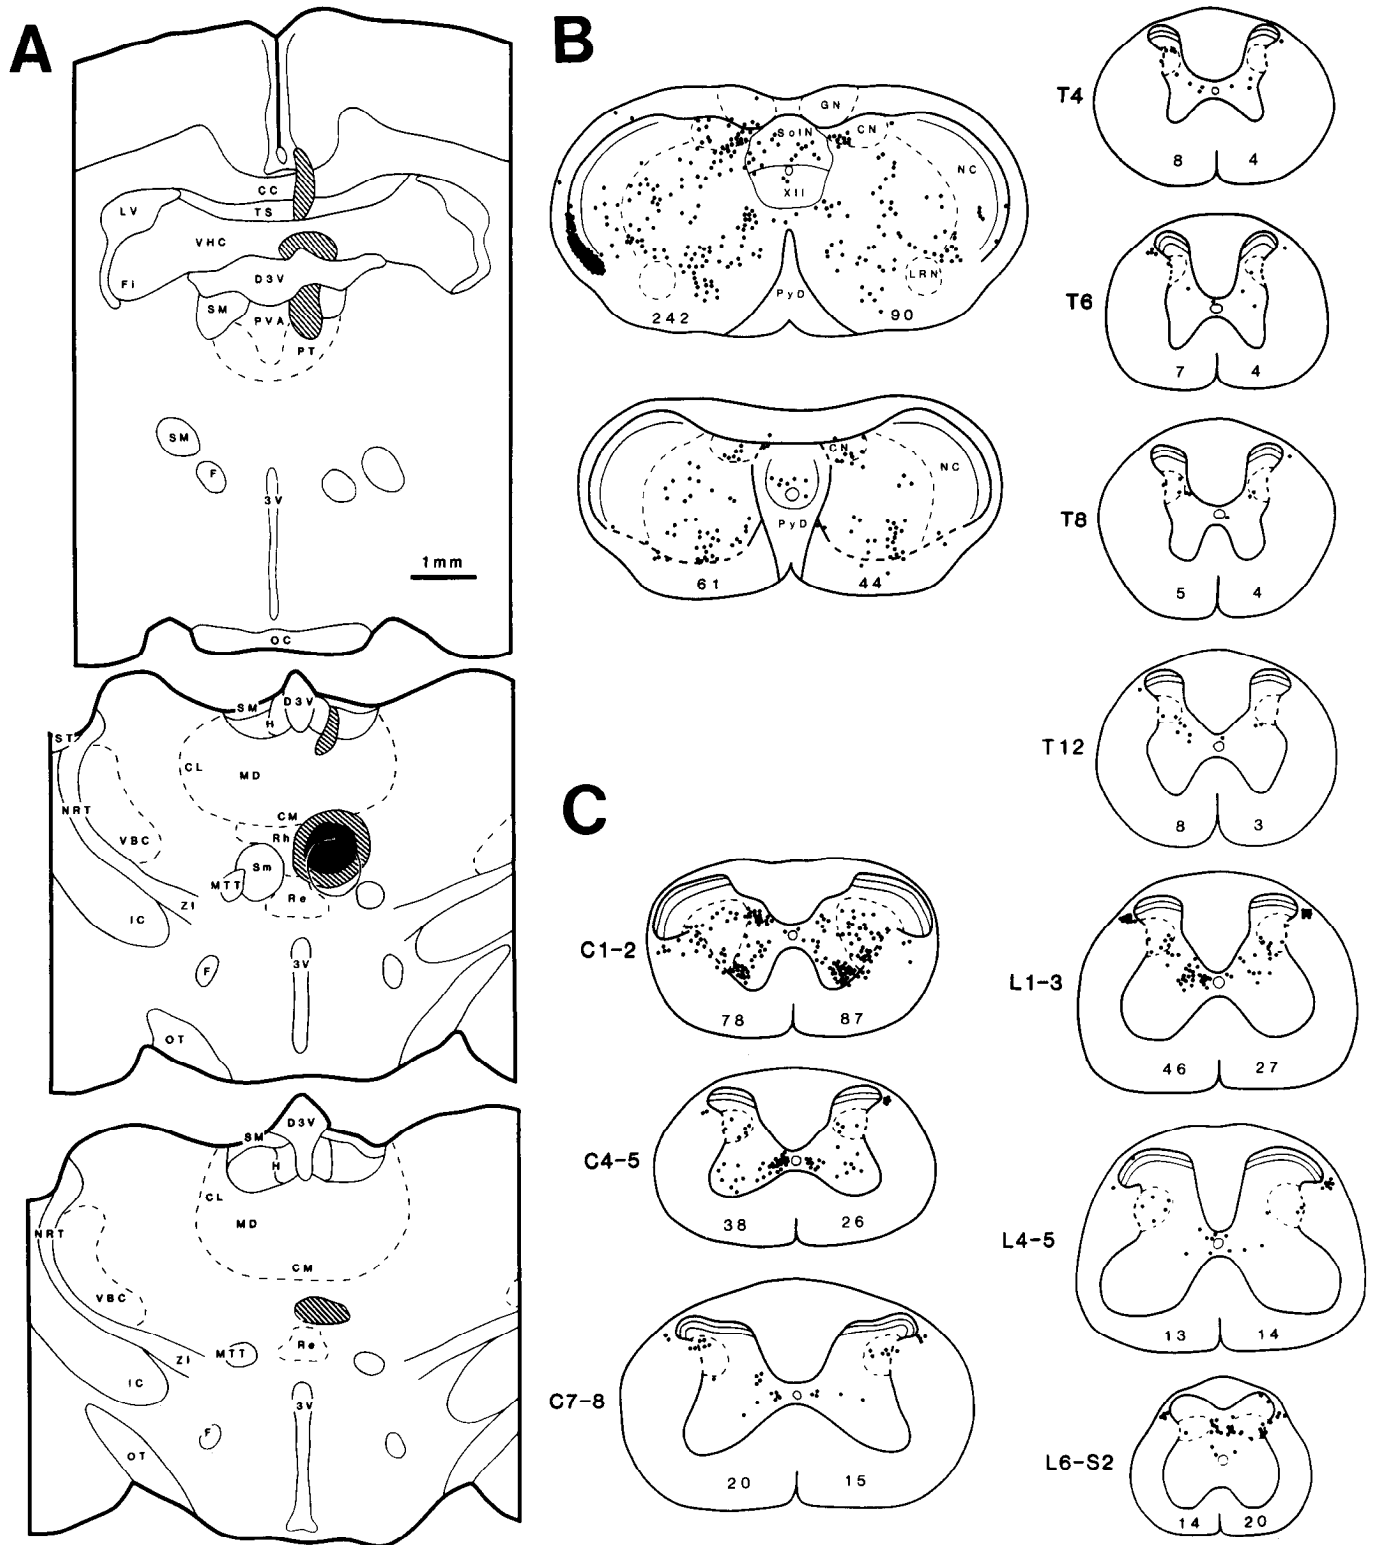 A
CC
LV
TS
VHC
Fi
D3V
SM
PVA
PT
SM
F
3V
1mm
OC
SM
D3V
H
ST
CL
MD
NRT
CM
VBC
Rh
Sm
MTT
ZI
Re
IC
F
3V
OT
D3V
SM
H
CL
NRT
MD
CM
VBC
Re
ZI
MTT
IC
3V
F
OT
B
GN
SolN
CN
NC
XII
LRN
PyD
242
90
CN
NC
PyD
61
44
C
C1-2
78
87
C4-5
38
26
C7-8
20
15
T4
8
4
T6
7
4
T8
5
4
T12
8
3
L1-3
46
27
L4-5
13
14
L6-S2
14
20